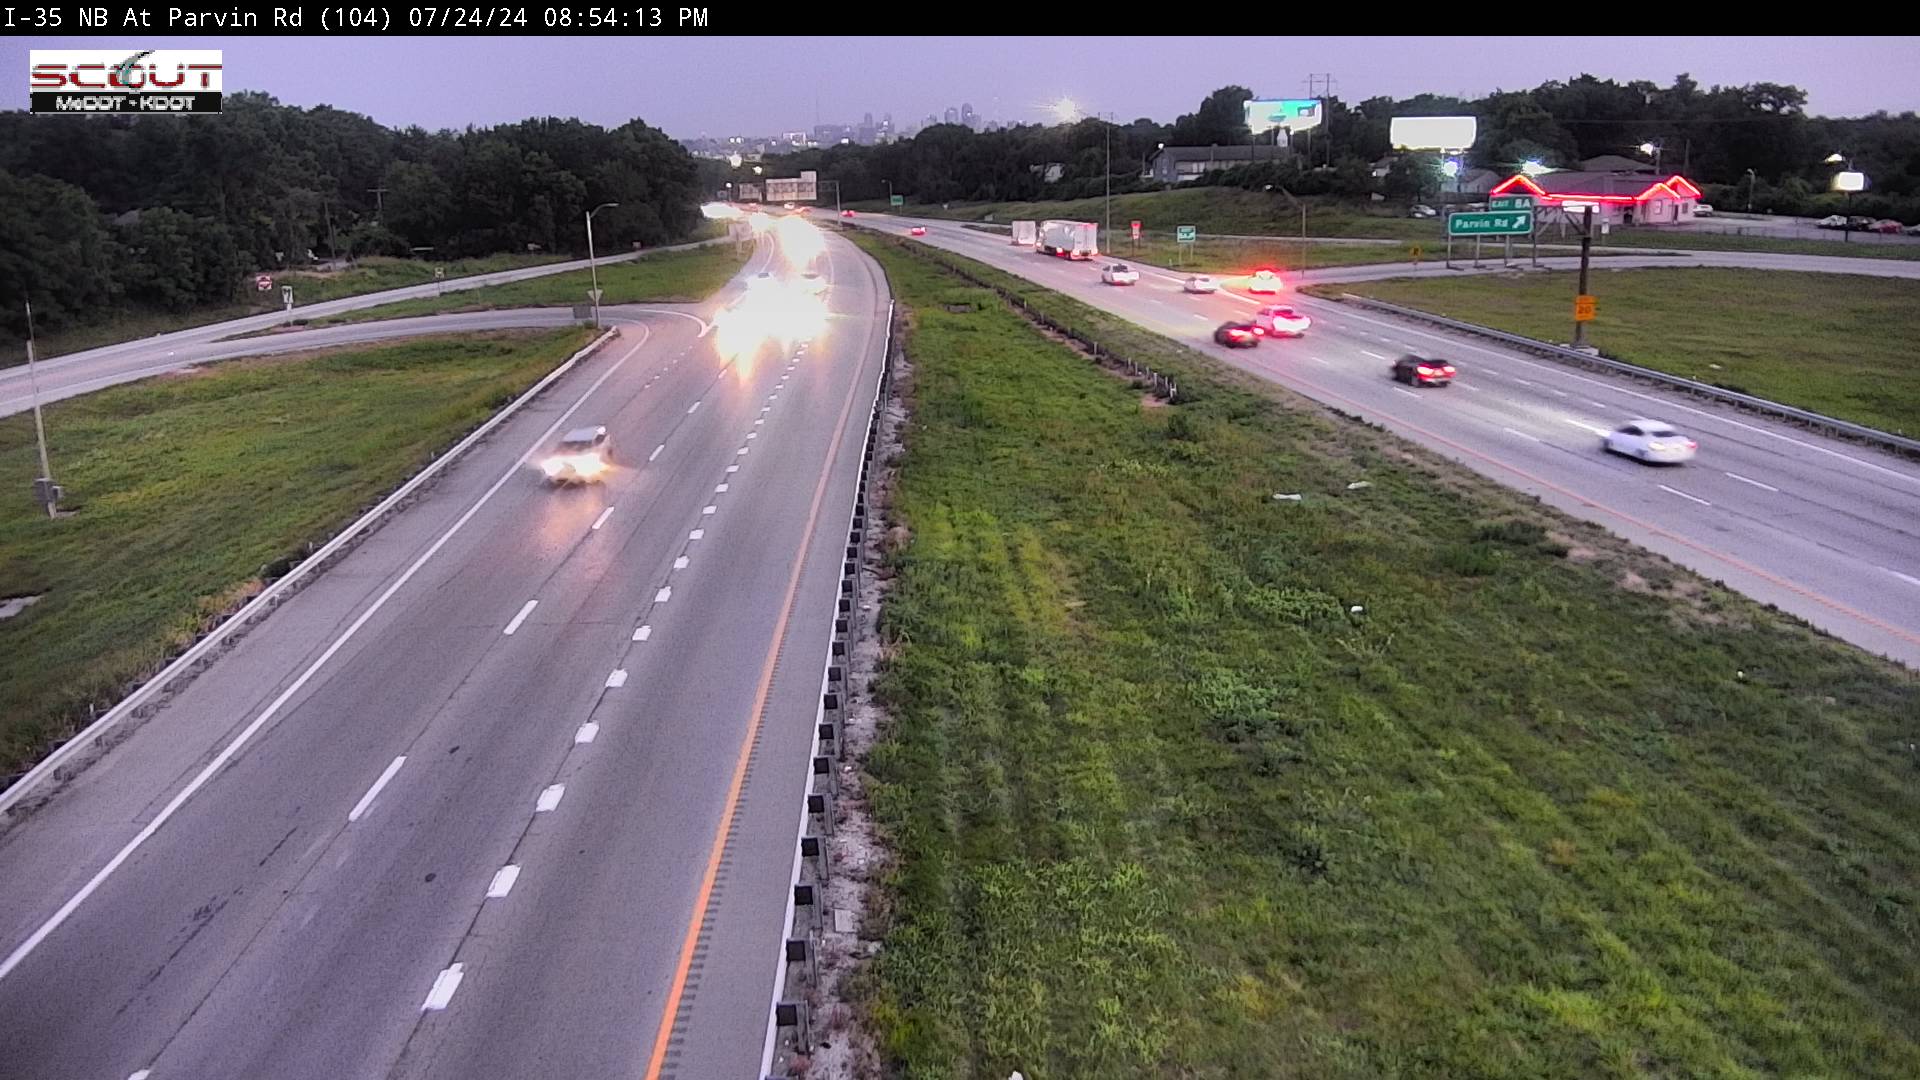 I-35 NB At Parvin Rd (104) 07/24/24 08:54:13 PM
SCOUT
MoDOT - KDOT
EXIT 8A
Parvin Rd
20